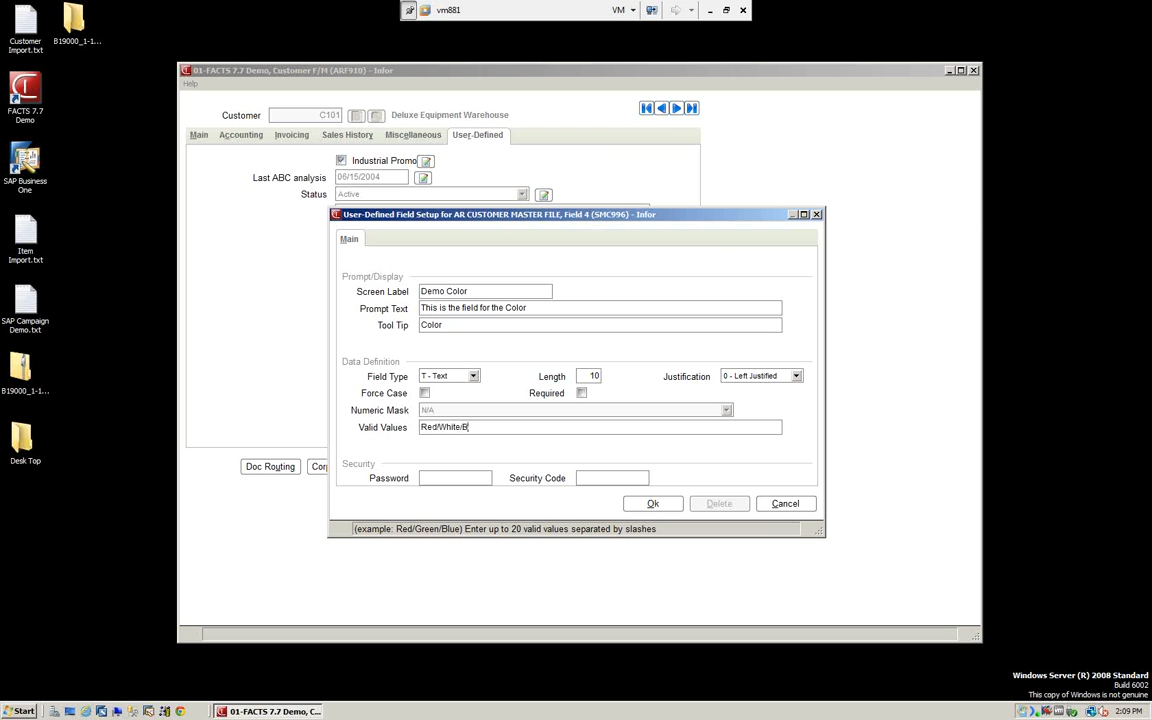 vm881
VM
Customer Import.txt
B19000_1-1...
FACTS 7.7 Demo
SAP Business One
Item Import.txt
SAP Campaign Demo.txt
B19000_1-1...
Desk Top
01-FACTS 7.7 Demo, Customer F/M (ARF910) - Infor
Help
Customer C101 Deluxe Equipment Warehouse
Main Accounting Invoicing Sales History Miscellaneous User-Defined
Industrial Promo
Last ABC analysis 06/15/2004
Status Active
User-Defined Field Setup for AR CUSTOMER MASTER FILE, Field 4 (SMC996) - Infor
Main
Prompt/Display
Screen Label Demo Color
Prompt Text This is the field for the Color
Tool Tip Color
Data Definition
Field Type T - Text Length 10 Justification 0 - Left Justified
Force Case Required
Numeric Mask N/A
Valid Values Red/White/B
Security
Password Security Code
Doc Routing Corp
Ok Delete Cancel
(example: Red/Green/Blue) Enter up to 20 valid values separated by slashes
Windows Server (R) 2008 Standard
Build 6002
This copy of Windows is not genuine
Start 01-FACTS 7.7 Demo, C... 2:09 PM